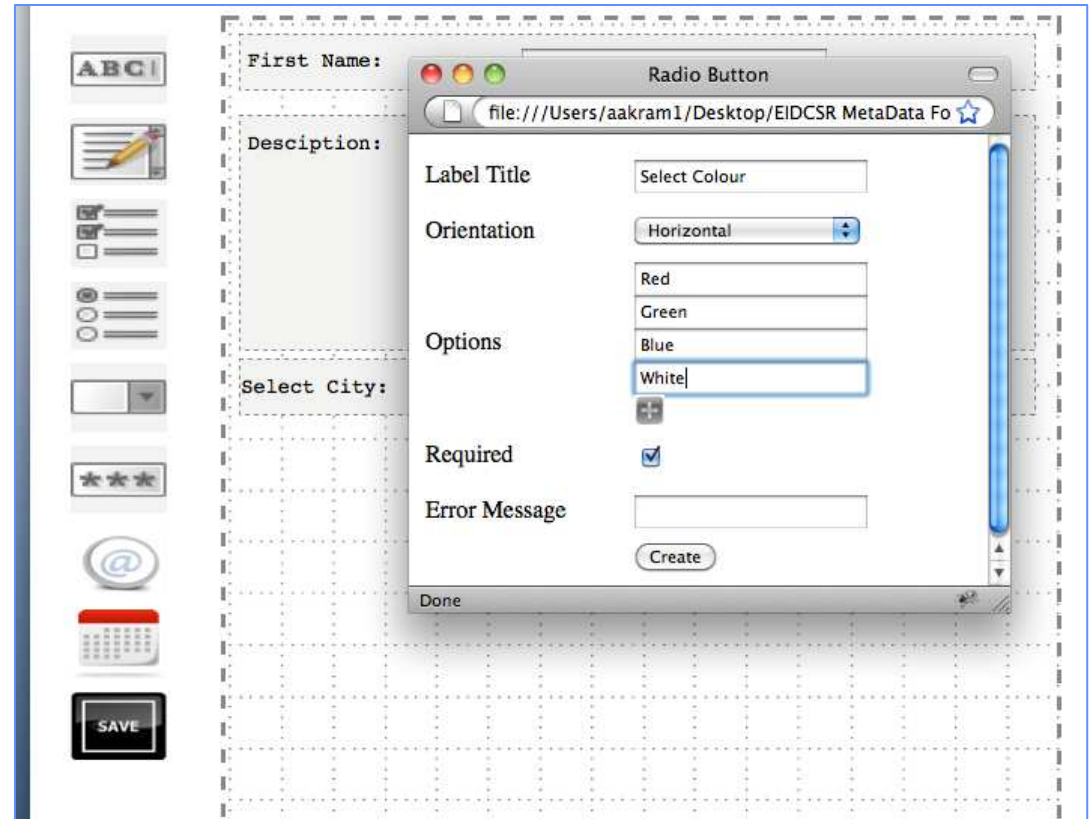 ABC
First Name:
Radio Button
file:///Users/aakram1/Desktop/EIDCSR MetaData Fo
Desciption:
Label Title
Select Colour
Orientation
Horizontal
Options
Red
Green
Blue
White
Select City:
Required
***
Error Message
@
Create
Done
SAVE